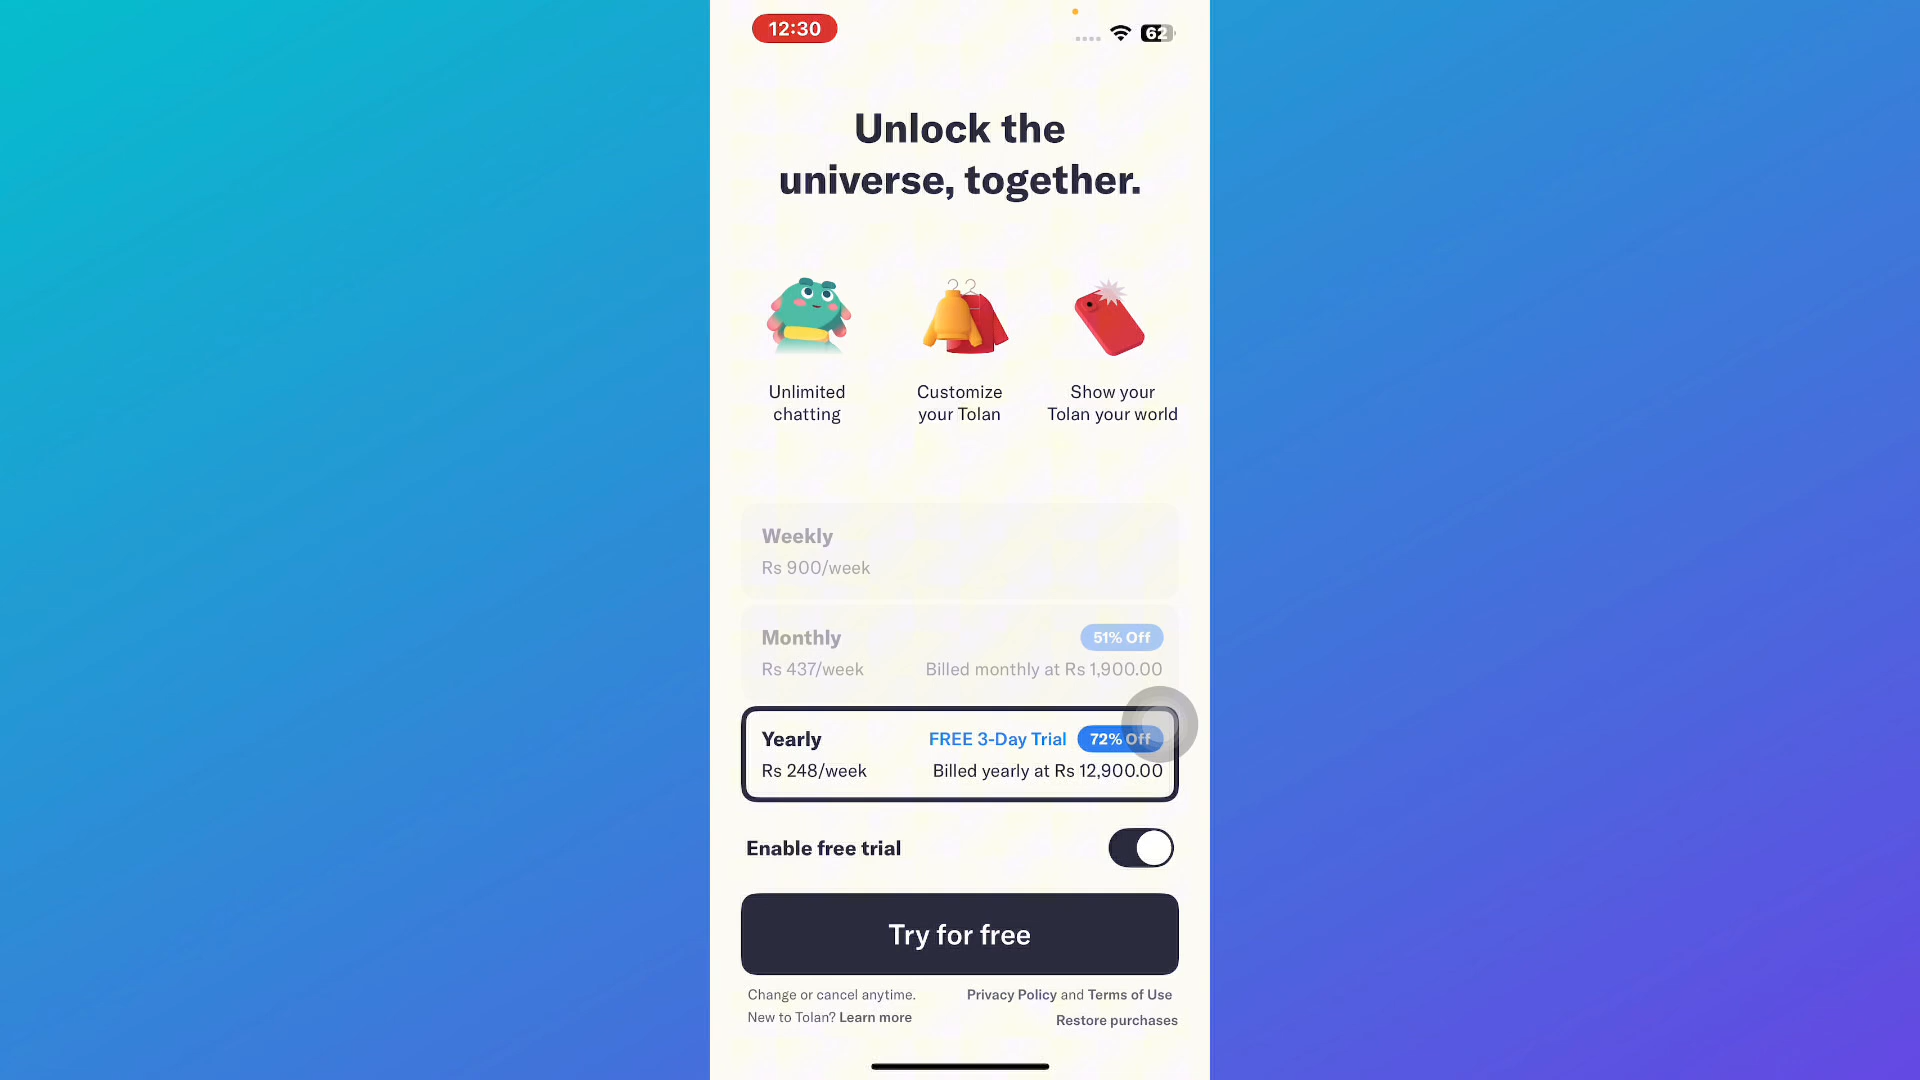 12:30
62
Unlock the
universe, together.
Unlimited
chatting
Customize
your Tolan
Show your
Tolan your world
Weekly
Rs 900/week
Monthly
51% Off
Rs 437/week
Billed monthly at Rs 1,900.00
Yearly
FREE 3-Day Trial
72% Off
Rs 248/week
Billed yearly at Rs 12,900.00
Enable free trial
Try for free
Change or cancel anytime.
New to Tolan? Learn more
Privacy Policy and Terms of Use
Restore purchases